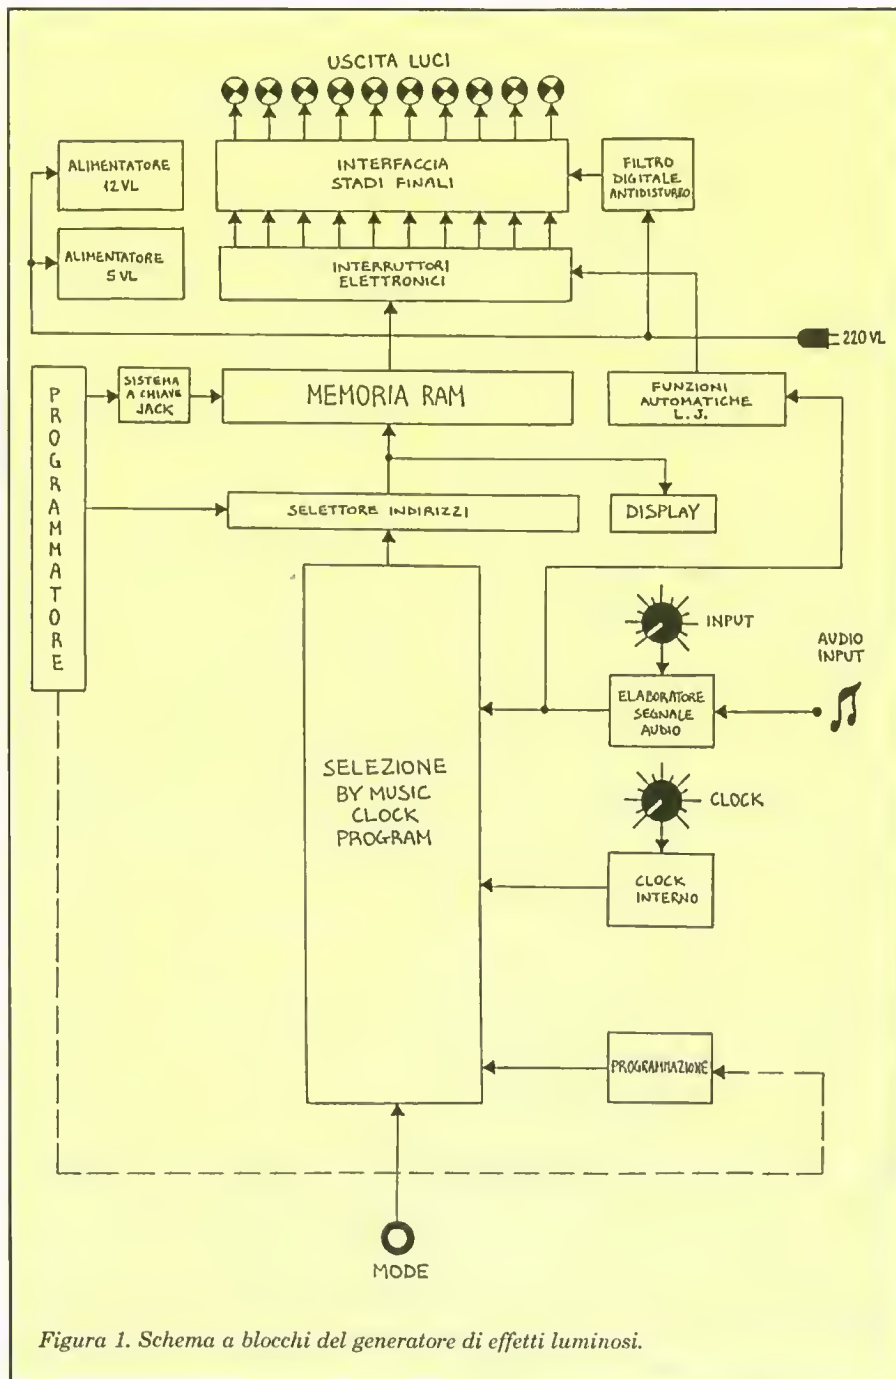 USCITA LUCI
ALIMENTATORE
12 VL
INTERFACCIA
STADI FINALI
FILTRO
DIGITALE
ANTIDISTURBO
ALIMENTATORE
5 VL
INTERRUTTORI
ELETTRONICI
220 VL
PROGRAMMATORE
SISTEMA
A CHIAVE
JACK
MEMORIA RAM
FUNZIONI
AUTOMATICHE
L.J.
SELETTORE INDIRIZZI
DISPLAY
INPUT
AUDIO
INPUT
ELABORATORE
SEGNALE
AUDIO
SELEZIONE
BY MUSIC
CLOCK
PROGRAM
CLOCK
CLOCK
INTERNO
PROGRAMMAZIONE
MODE
Figura 1. Schema a blocchi del generatore di effetti luminosi.